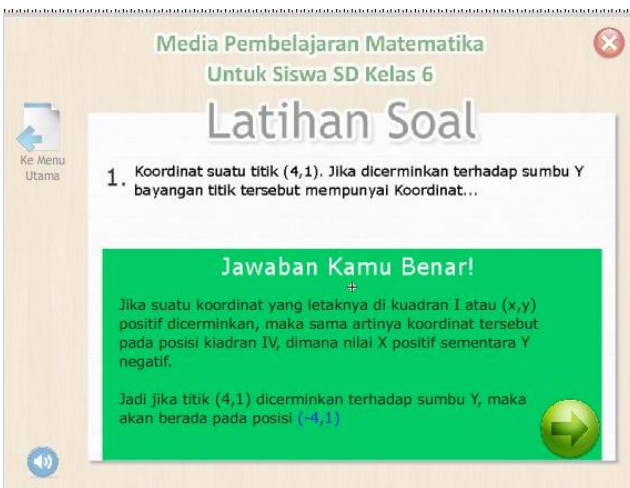 Media Pembelajaran Matematika
Untuk Siswa SD Kelas 6
Latihan Soal
Ke Menu
Utama
1. Koordinat suatu titik (4,1). Jika dicerminkan terhadap sumbu Y
bayangan titik tersebut mempunyai Koordinat...
Jawaban Kamu Benar!
Jika suatu koordinat yang letaknya di kuadran I atau (x,y)
positif dicerminkan, maka sama artinya koordinat tersebut
pada posisi kiadran IV, dimana nilai X positif sementara Y
negatif.
Jadi jika titik (4,1) dicerminkan terhadap sumbu Y, maka
akan berada pada posisi (-4,1)